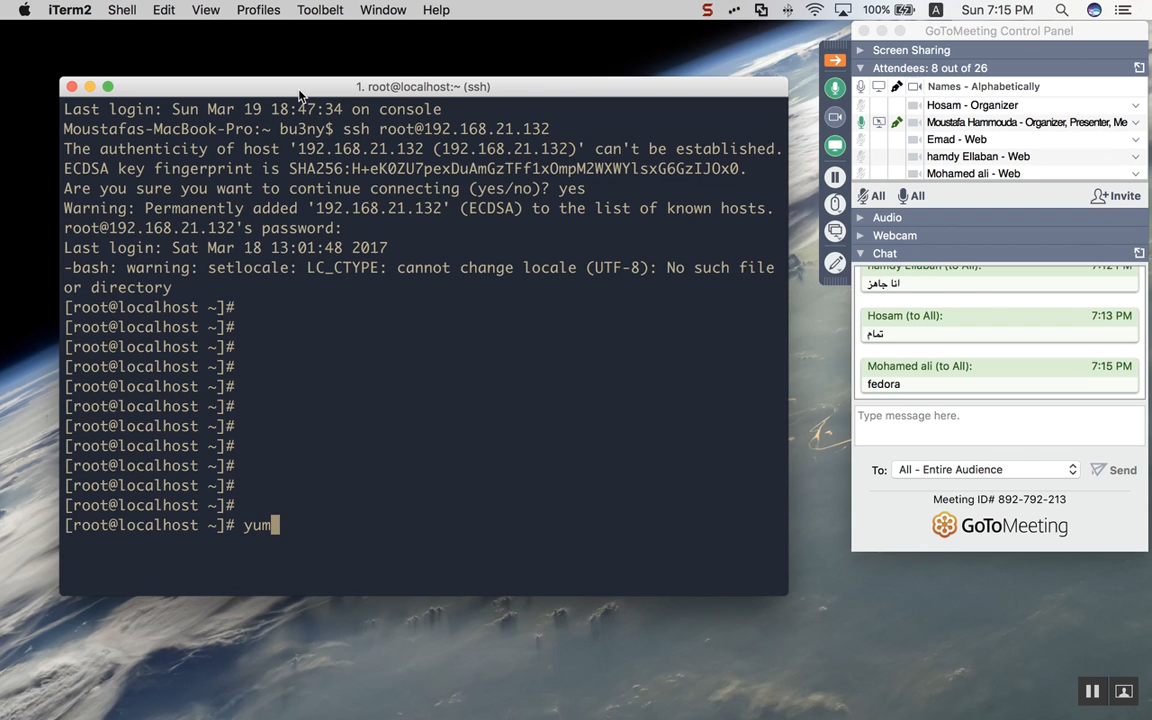 iTerm2 Shell Edit View Profiles Toolbelt Window Help
100% A Sun 7:15 PM
1. root@localhost:~ (ssh)
Last login: Sun Mar 19 18:47:34 on console
Moustafas-MacBook-Pro:~ bu3ny$ ssh root@192.168.21.132
The authenticity of host '192.168.21.132 (192.168.21.132)' can't be established.
ECDSA key fingerprint is SHA256:H+eK0ZU7pexDuAmGzTFf1xOmpM2WXWYlsxG6GzIJOx0.
Are you sure you want to continue connecting (yes/no)? yes
Warning: Permanently added '192.168.21.132' (ECDSA) to the list of known hosts.
root@192.168.21.132's password:
Last login: Sat Mar 18 13:01:48 2017
-bash: warning: setlocale: LC_CTYPE: cannot change locale (UTF-8): No such file
or directory
[root@localhost ~]#
[root@localhost ~]#
[root@localhost ~]#
[root@localhost ~]#
[root@localhost ~]#
[root@localhost ~]#
[root@localhost ~]#
[root@localhost ~]#
[root@localhost ~]#
[root@localhost ~]#
[root@localhost ~]#
[root@localhost ~]# yum
GoToMeeting Control Panel
Screen Sharing
Attendees: 8 out of 26
Names - Alphabetically
Hosam - Organizer
Moustafa Hammouda - Organizer, Presenter, Me
Emad - Web
hamdy Ellaban - Web
Mohamed ali - Web
All All Invite
Audio
Webcam
Chat
hamdy Ellaban (to All): 7:12 PM
انا جاهز
Hosam (to All): 7:13 PM
تمام
Mohamed ali (to All): 7:15 PM
fedora
Type message here.
To: All - Entire Audience Send
Meeting ID# 892-792-213
GoToMeeting